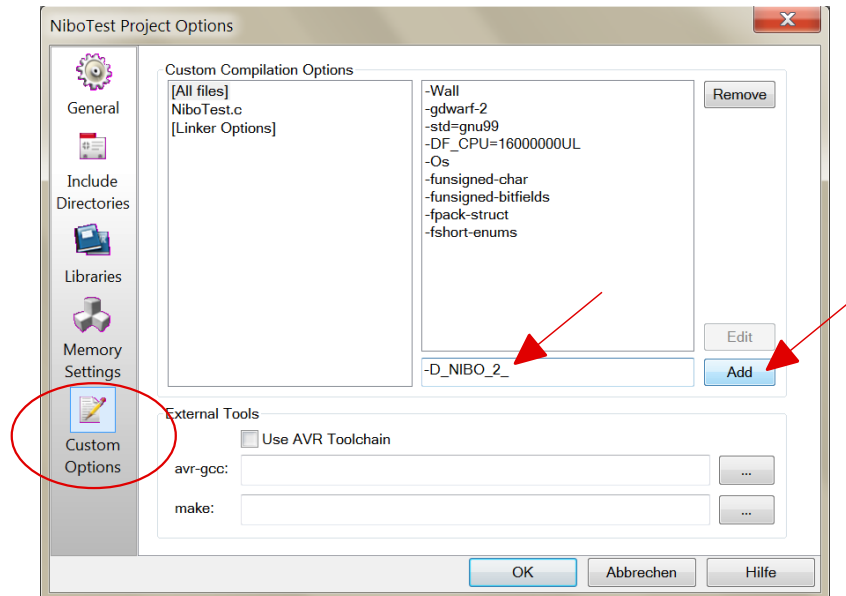 NiboTest Project Options
General
Include
Directories
Libraries
Memory
Settings
Custom
Options
Custom Compilation Options
[All files]
NiboTest.c
[Linker Options]
-Wall
-gdwarf-2
-std=gnu99
-DF_CPU=16000000UL
-Os
-funsigned-char
-funsigned-bitfields
-fpack-struct
-fshort-enums
Remove
Edit
-D_NIBO_2_
Add
External Tools
Use AVR Toolchain
avr-gcc:
...
make:
...
OK
Abbrechen
Hilfe